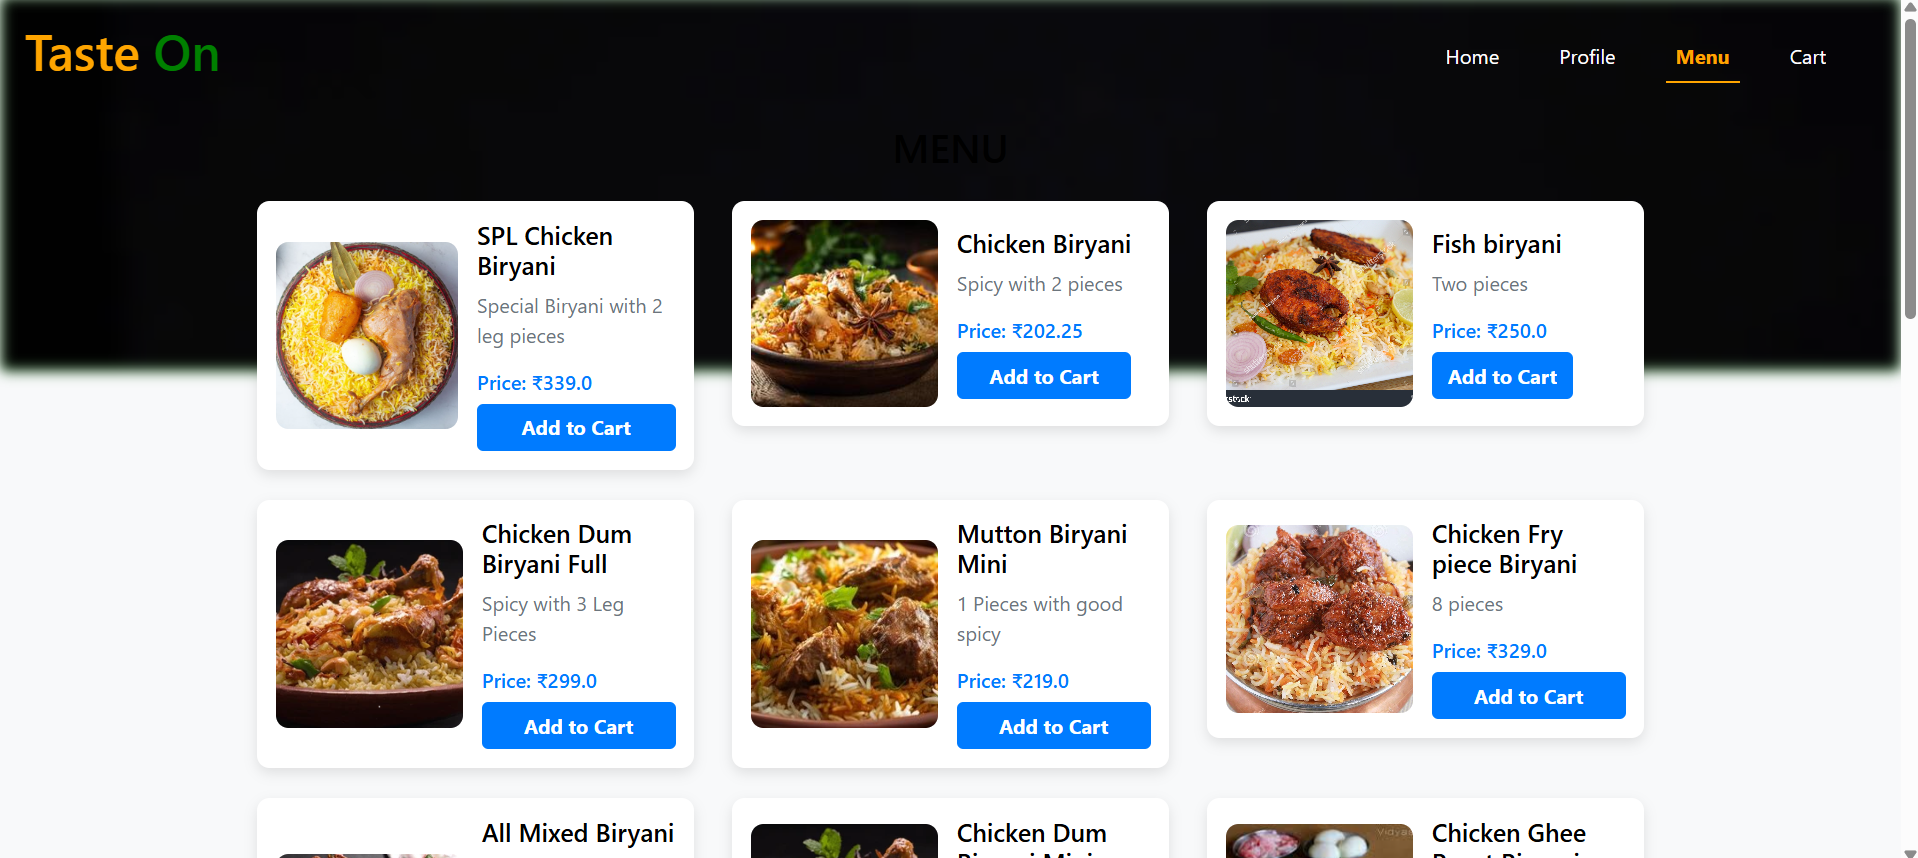 Taste On
Home Profile Menu Cart
MENU
SPL Chicken
Biryani
Special Biryani with 2
leg pieces
Price: ₹339.0
Add to Cart
Chicken Biryani
Spicy with 2 pieces
Price: ₹202.25
Add to Cart
Fish biryani
Two pieces
Price: ₹250.0
Add to Cart
Chicken Dum
Biryani Full
Spicy with 3 Leg
Pieces
Price: ₹299.0
Add to Cart
Mutton Biryani
Mini
1 Pieces with good
spicy
Price: ₹219.0
Add to Cart
Chicken Fry
piece Biryani
8 pieces
Price: ₹329.0
Add to Cart
All Mixed Biryani
Chicken Dum
Biryani Mini
Chicken Ghee
Roast Biryani